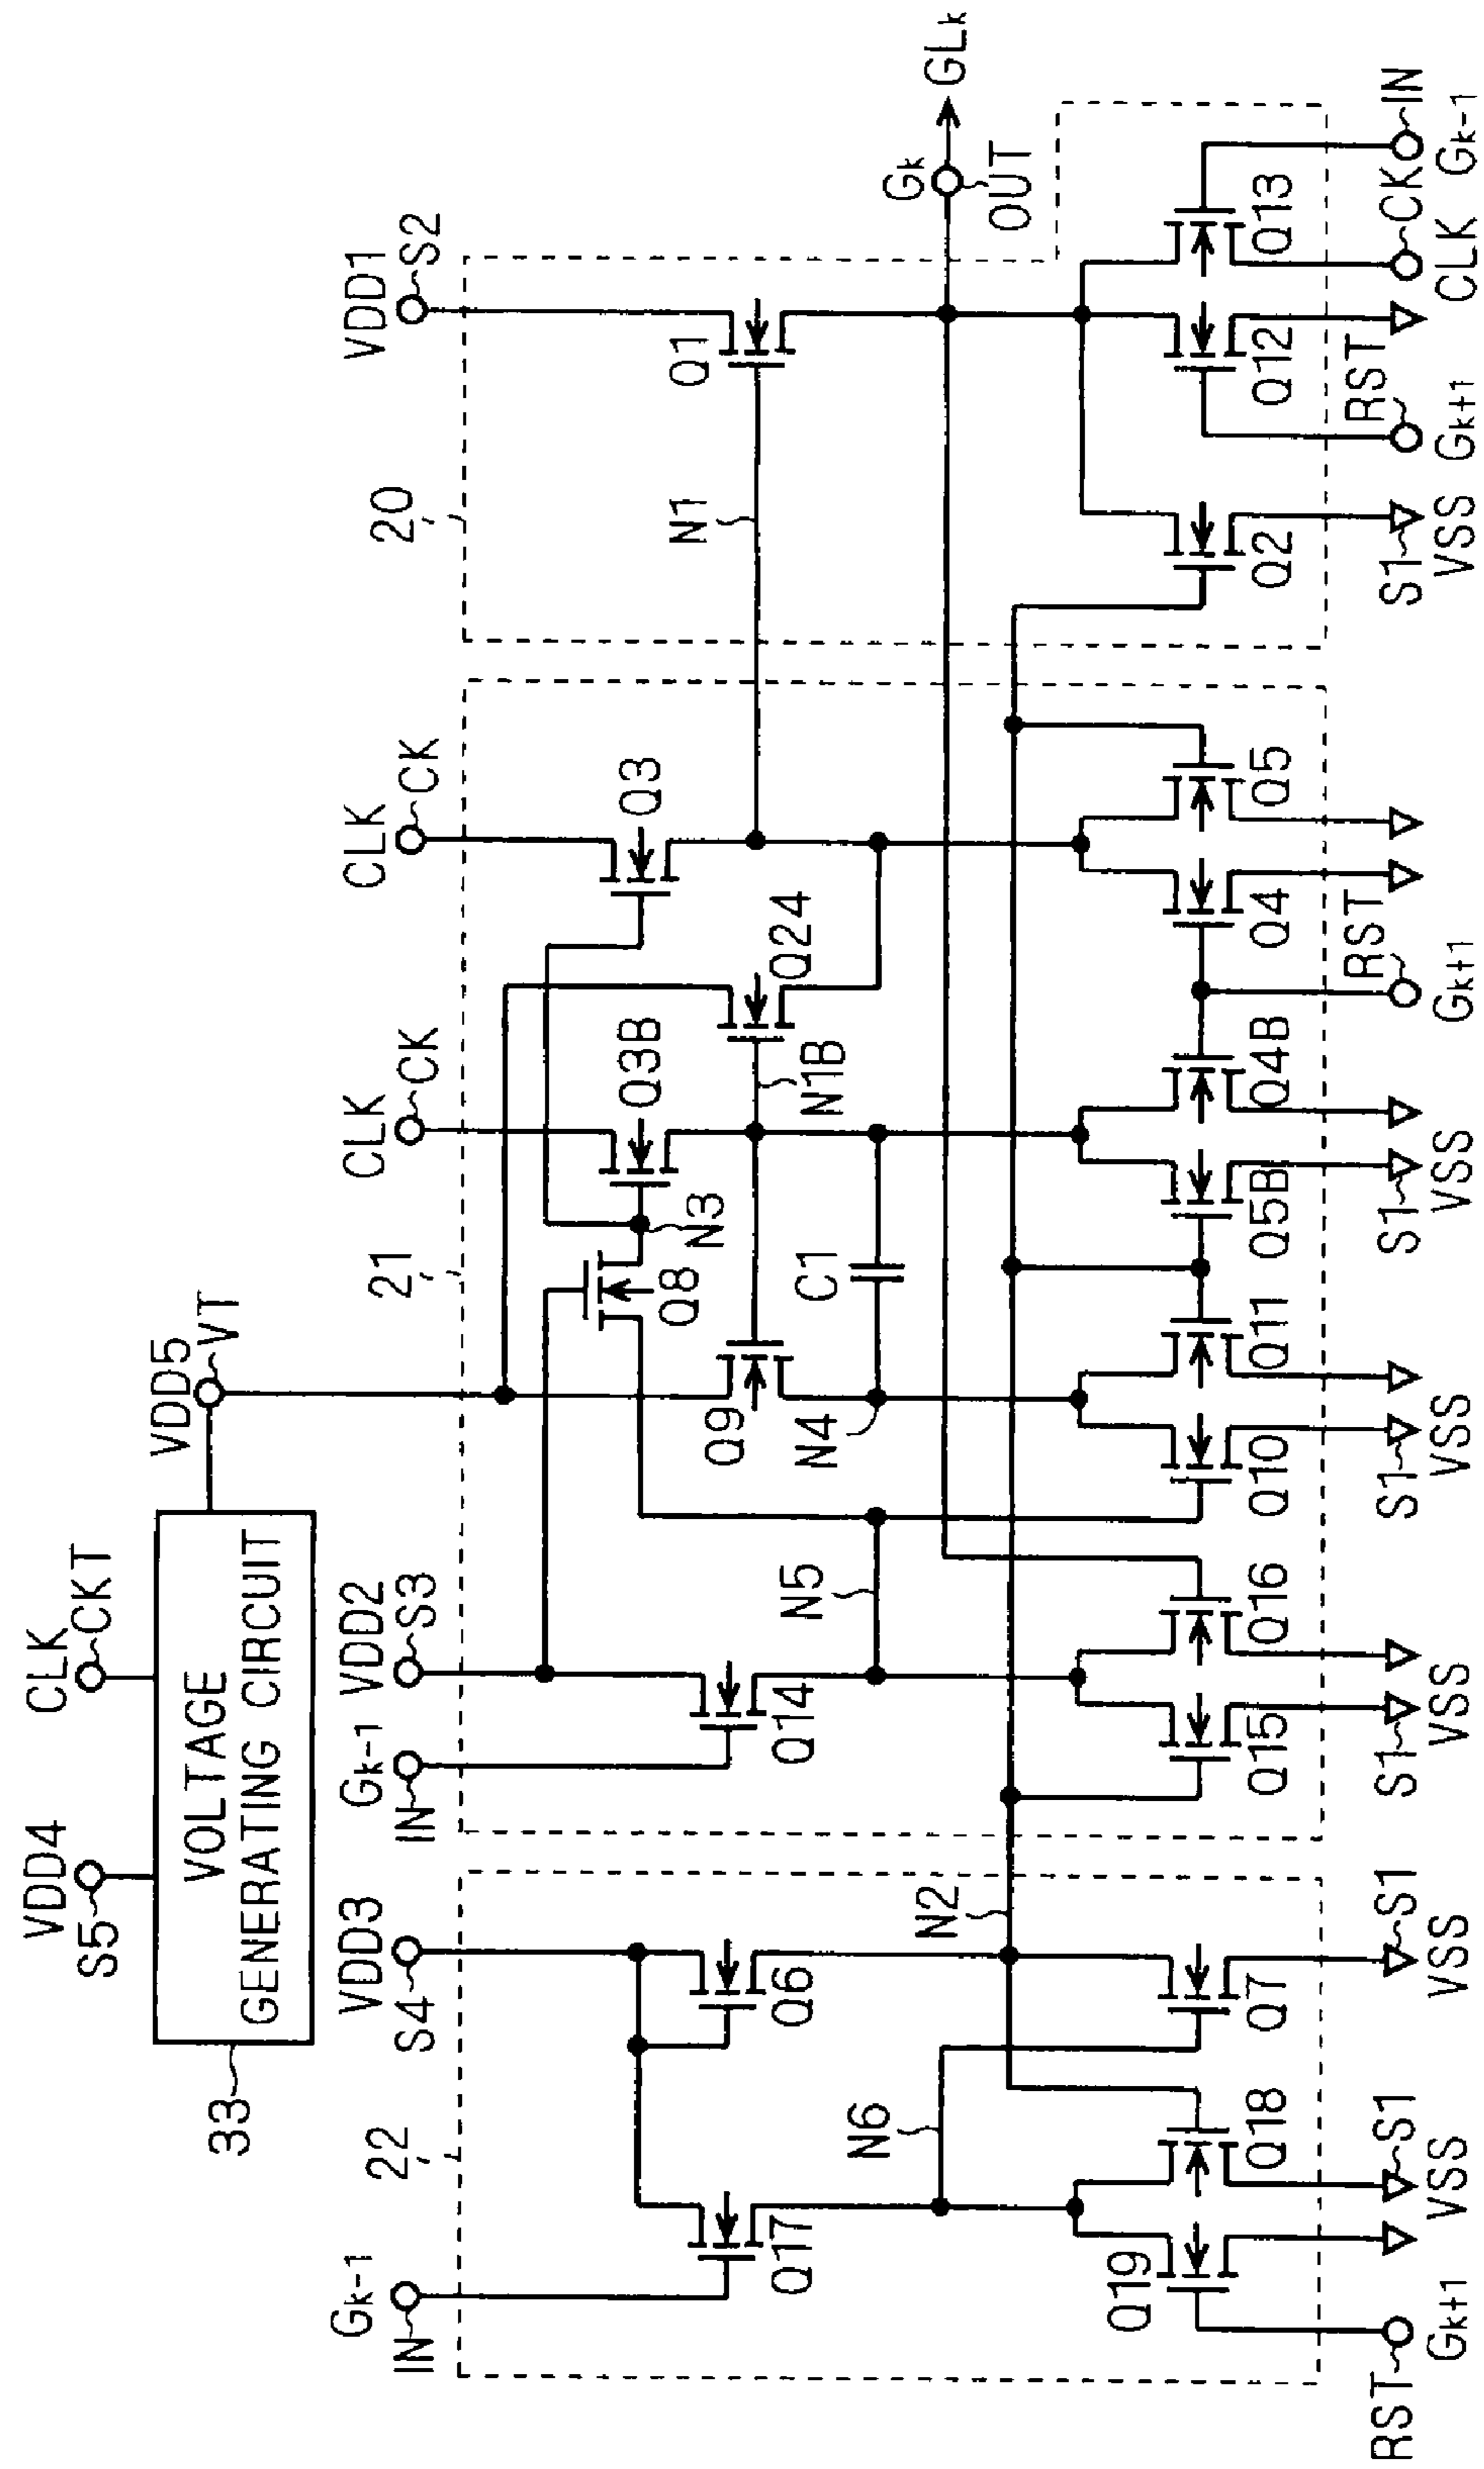 VDD4
S5
CLK
CKT
VOLTAGE
GENERATING CIRCUIT
33
VDD5
VT
Gk-1
IN
VDD3
S4
Gk-1
IN
VDD2
S3
CLK
CK
CLK
CK
VDD1
S2
22
21
20
Q17
Q6
Q14
Q8
N3
Q3B
Q3
Q9
N1B
Q24
N1
Q1
N6
N2
N5
N4
C1
Gk
OUT
GLk
Q19
Q18
Q7
Q15
Q16
Q10
Q11
Q5B
Q4B
Q4
Q5
Q2
Q12
Q13
RST
Gk+1
S1
VSS
S1
VSS
S1
VSS
S1
VSS
S1
VSS
RST
Gk+1
S1
VSS
RST
Gk+1
CK
CLK
IN
Gk-1